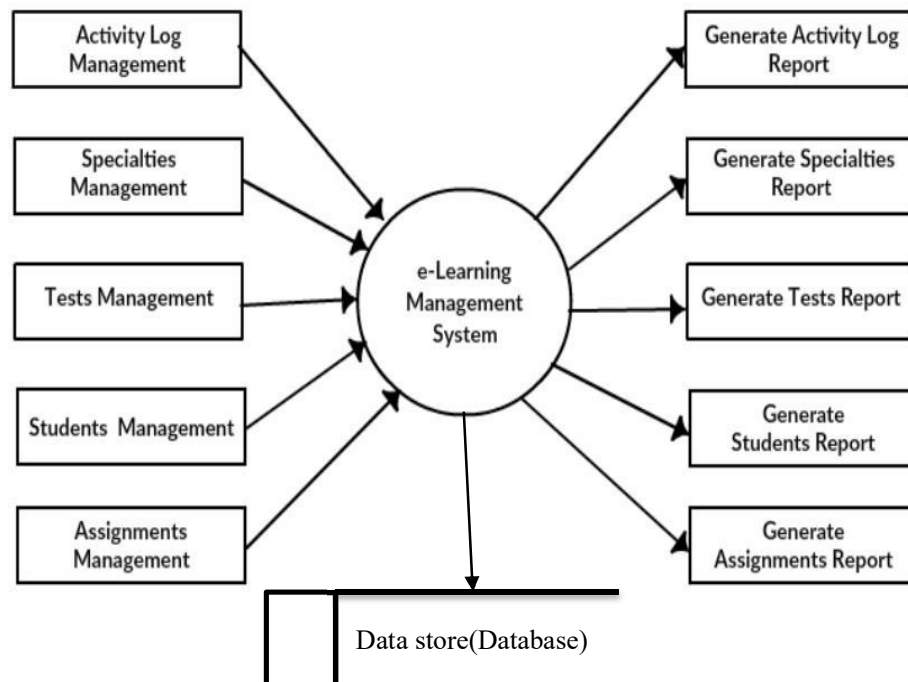 Activity Log
Management
Specialties
Management
Tests Management
Students Management
Assignments
Management
e-Learning
Management
System
Generate Activity Log
Report
Generate Specialties
Report
Generate Tests Report
Generate
Students Report
Generate
Assignments Report
Data store(Database)